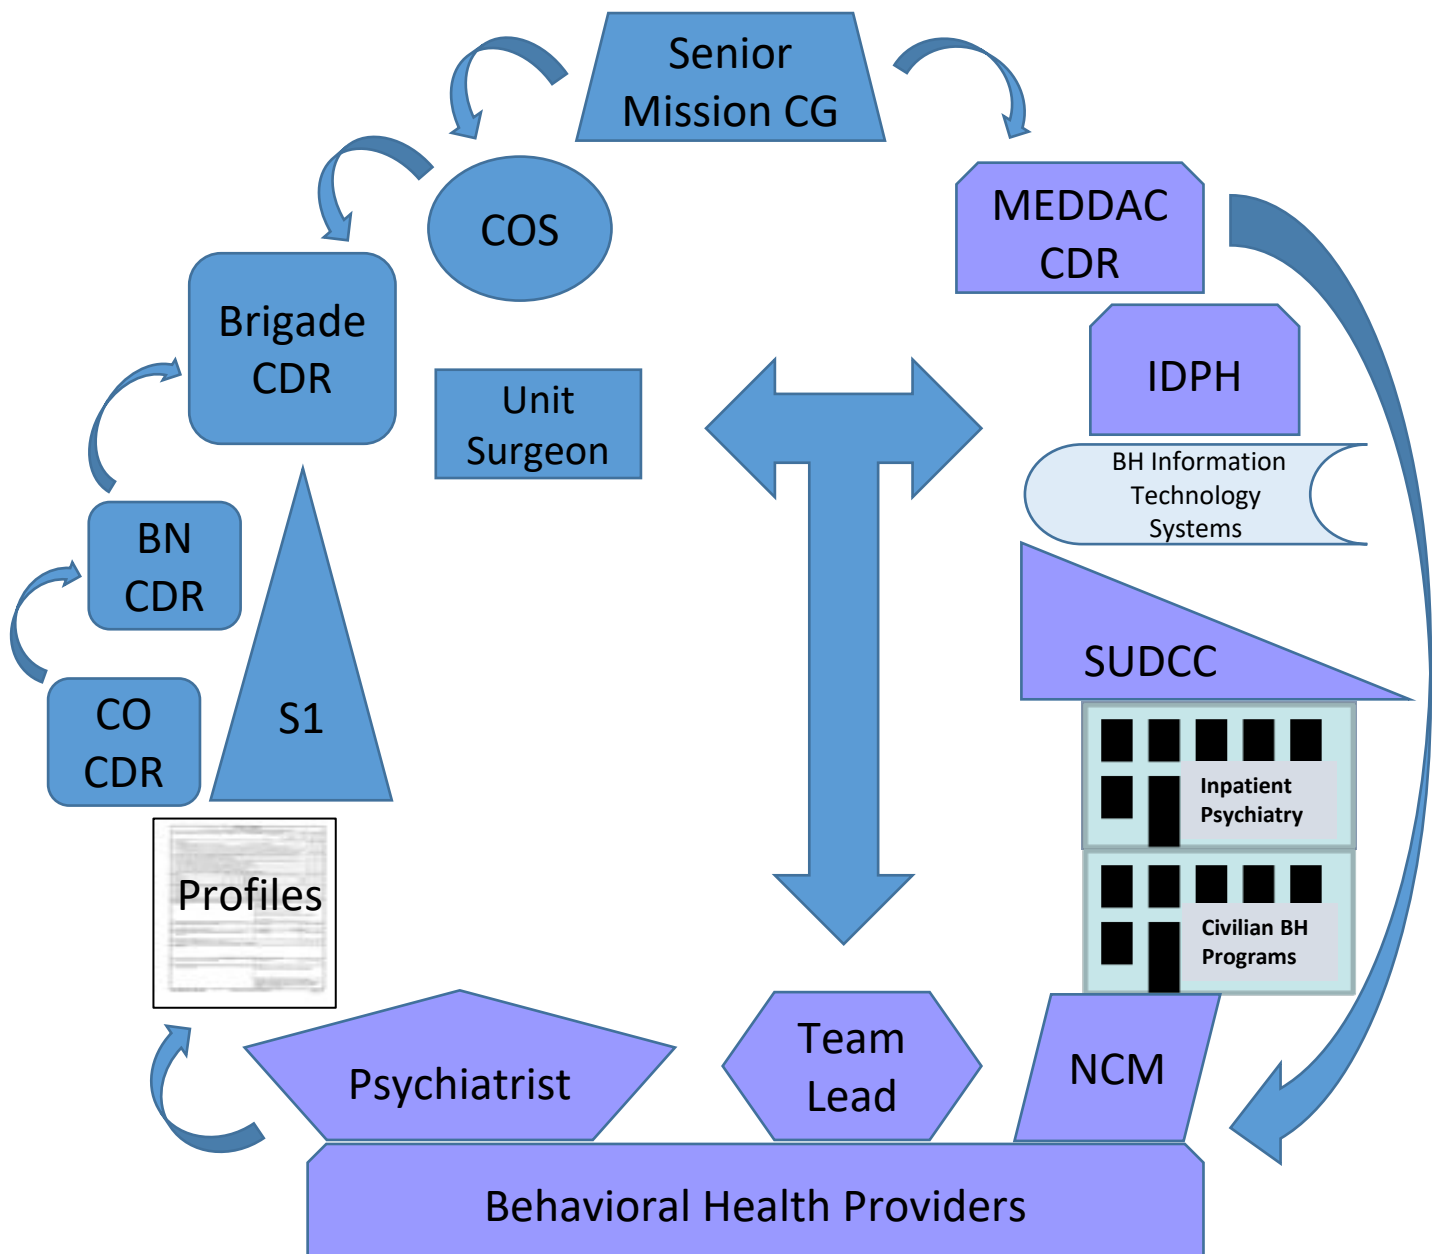 Senior
Mission CG
COS
MEDDAC
CDR
Brigade
CDR
Unit
Surgeon
IDPH
BH Information
Technology
Systems
BN
CDR
SUDCC
CO
CDR
S1
Inpatient
Psychiatry
Profiles
Civilian BH
Programs
Psychiatrist
Team
Lead
NCM
Behavioral Health Providers